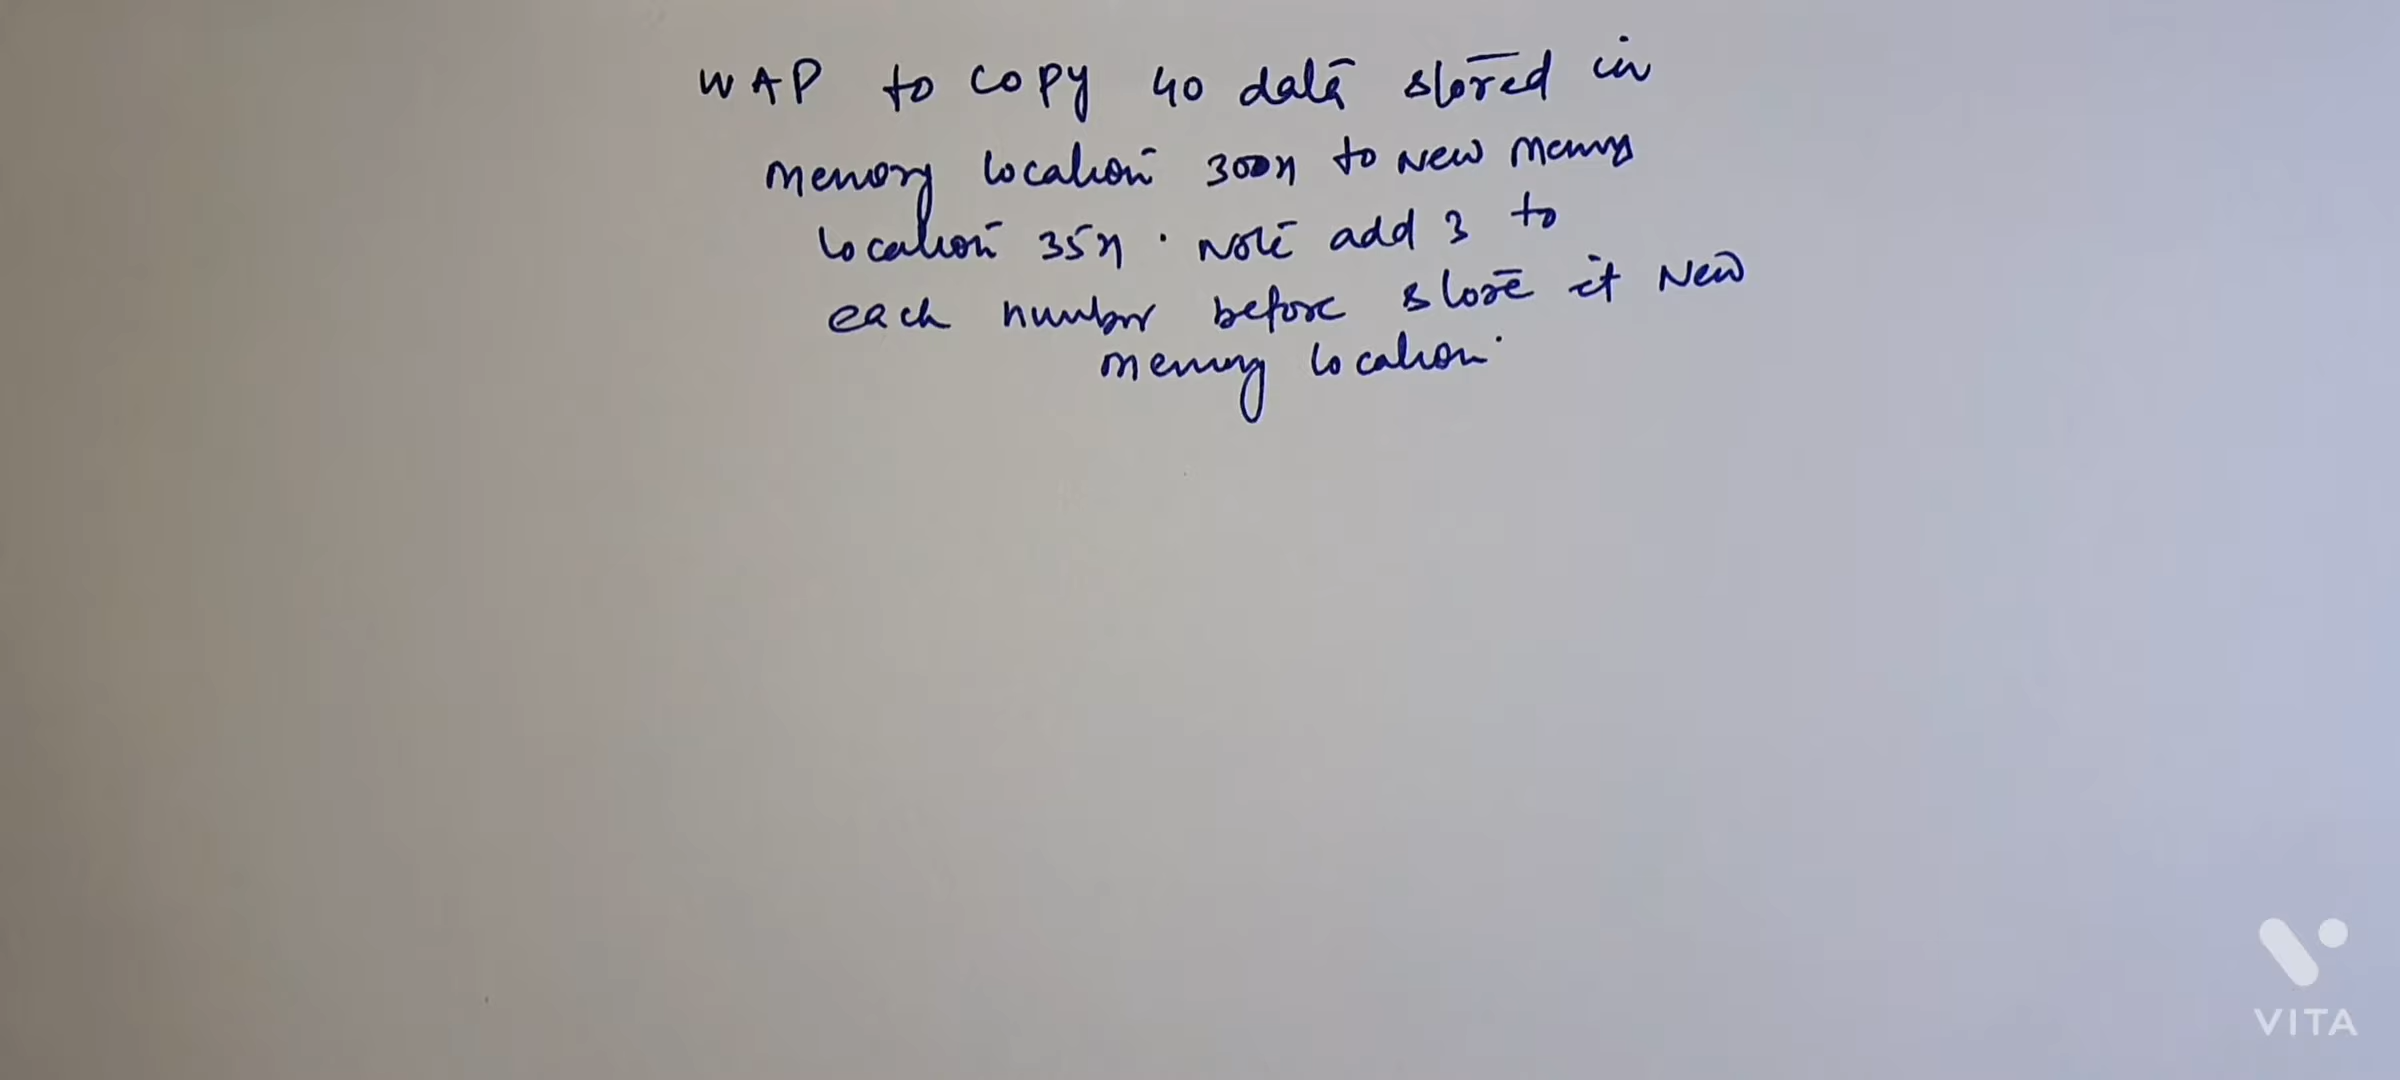 WAP to copy 40 data stored in
memory location 300H to New memory
location 35H. Note add 3 to
each number before store it New
memory location.
VITA